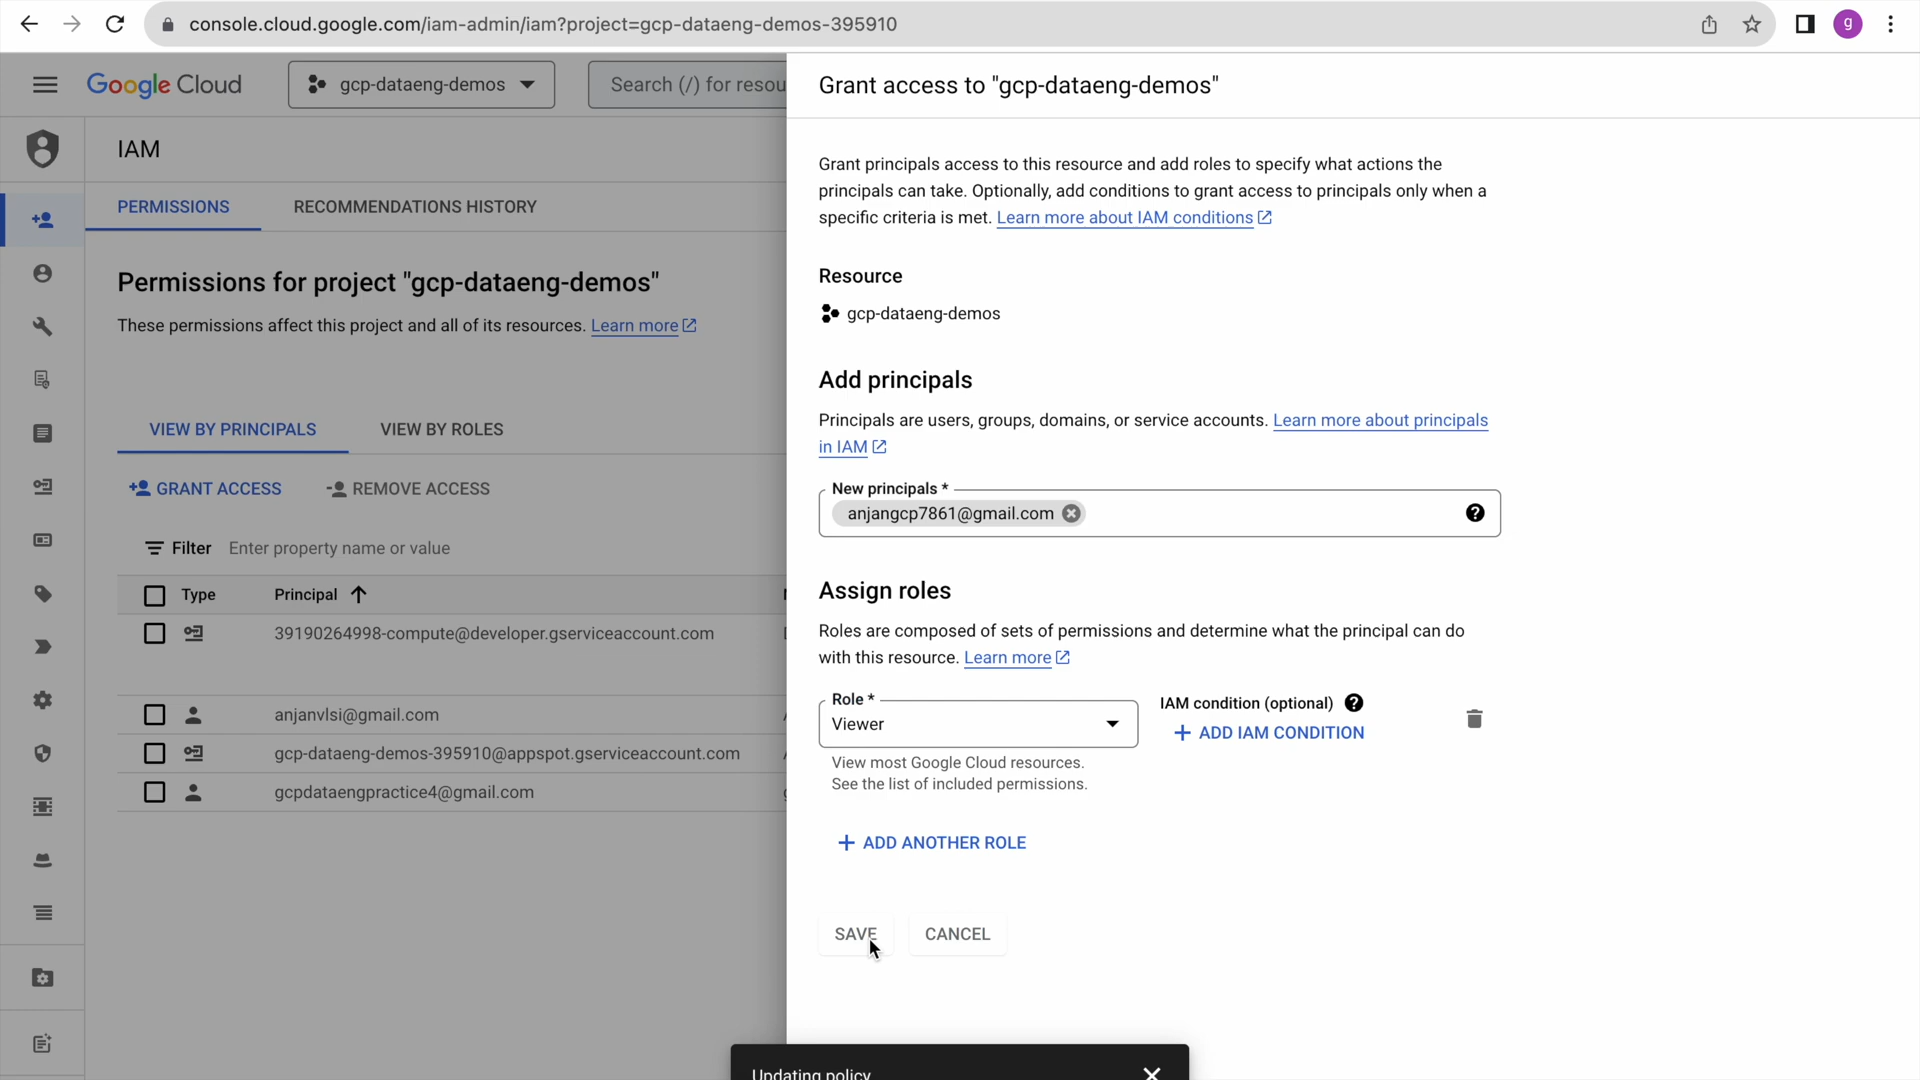 console.cloud.google.com/iam-admin/iam?project=gcp-dataeng-demos-395910
g
Google Cloud
gcp-dataeng-demos
Search (/) for resou
IAM
PERMISSIONS
RECOMMENDATIONS HISTORY
Permissions for project "gcp-dataeng-demos"
These permissions affect this project and all of its resources. Learn more
VIEW BY PRINCIPALS
VIEW BY ROLES
GRANT ACCESS
REMOVE ACCESS
Filter Enter property name or value
Type Principal
39190264998-compute@developer.gserviceaccount.com
anjanvlsi@gmail.com
gcp-dataeng-demos-395910@appspot.gserviceaccount.com
gcpdataengpractice4@gmail.com
Grant access to "gcp-dataeng-demos"
Grant principals access to this resource and add roles to specify what actions the
principals can take. Optionally, add conditions to grant access to principals only when a
specific criteria is met. Learn more about IAM conditions
Resource
gcp-dataeng-demos
Add principals
Principals are users, groups, domains, or service accounts. Learn more about principals
in IAM
New principals *
anjangcp7861@gmail.com
Assign roles
Roles are composed of sets of permissions and determine what the principal can do
with this resource. Learn more
Role *
Viewer
IAM condition (optional)
+ ADD IAM CONDITION
View most Google Cloud resources.
See the list of included permissions.
+ ADD ANOTHER ROLE
SAVE
CANCEL
Updating policy